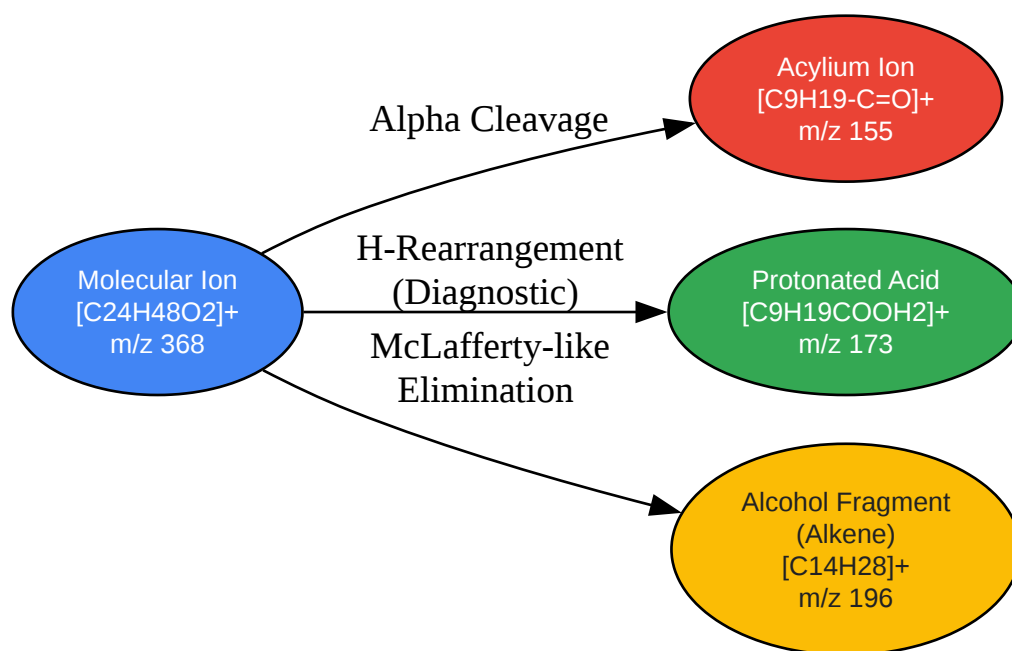 Acylium Ion
[C9H19-C=O]+
m/z 155
Alpha Cleavage
H-Rearrangement
(Diagnostic)
Molecular Ion
[C24H48O2]+
m/z 368
Protonated Acid
[C9H19COOH2]+
m/z 173
McLafferty-like
Elimination
Alcohol Fragment
(Alkene)
[C14H28]+
m/z 196